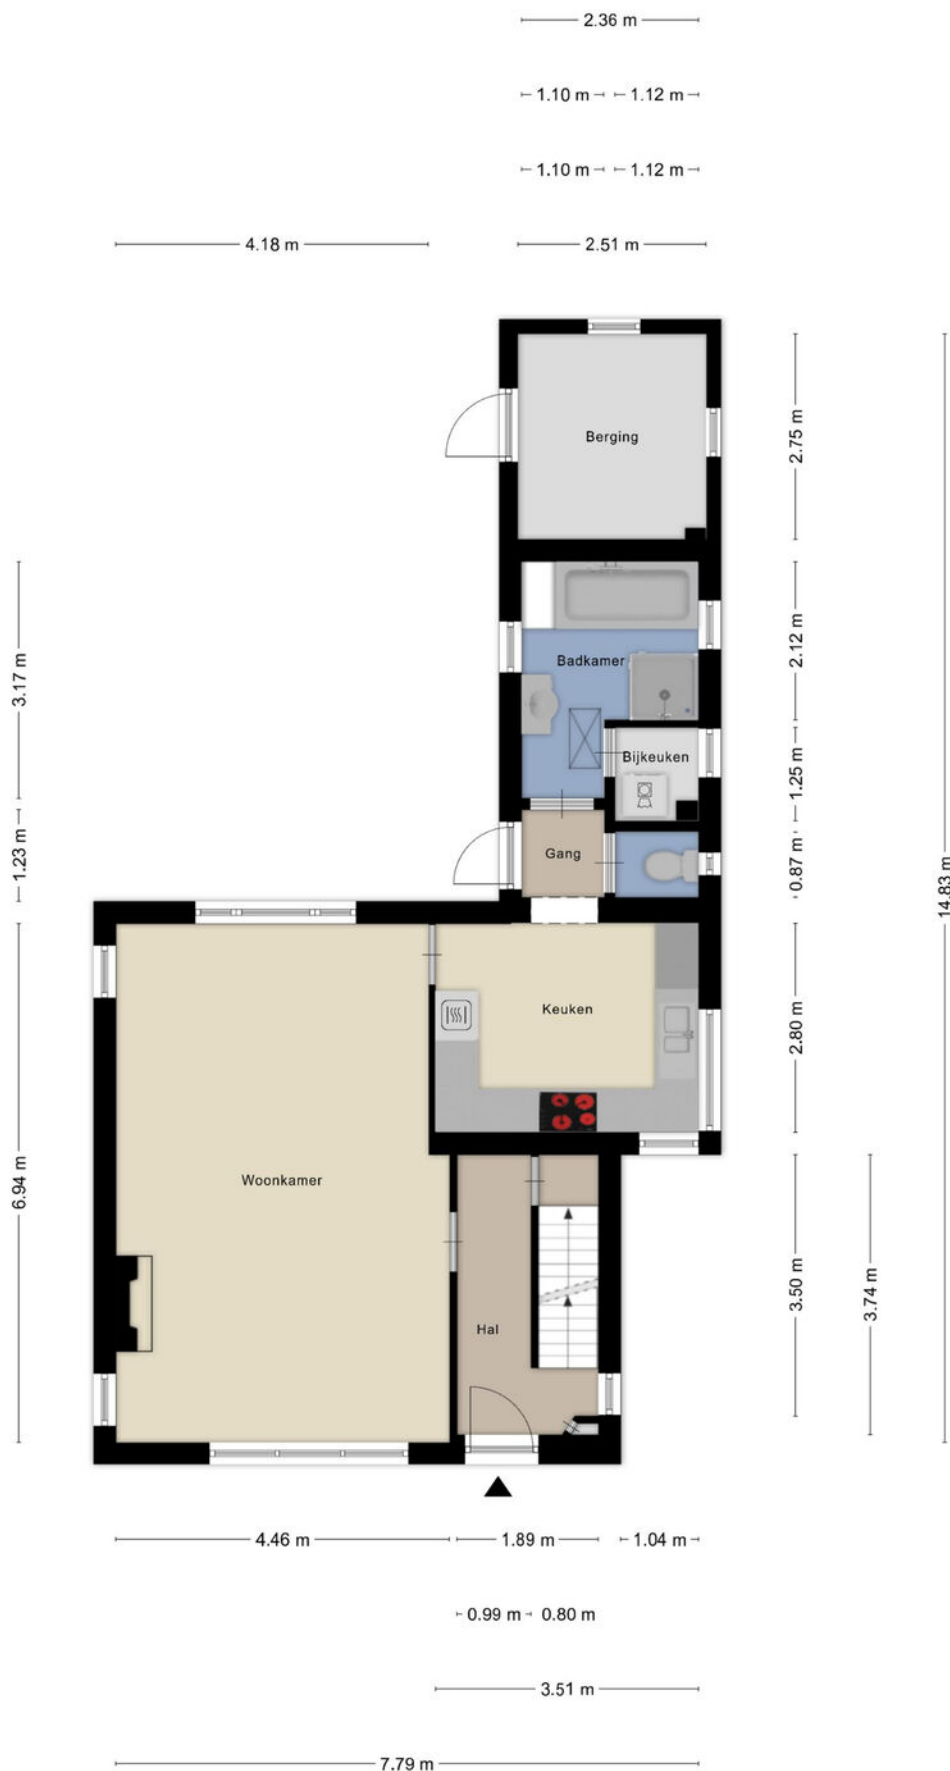 2.36 m
1.10 m 1.12 m
1.10 m 1.12 m
4.18 m 2.51 m
Berging
2.75 m
Badkamer
2.12 m
3.17 m
Bijkeuken
1.25 m
Gang
1.23 m
0.87 m
14.83 m
Keuken
2.80 m
Woonkamer
6.94 m
Hal
3.50 m
3.74 m
4.46 m 1.89 m 1.04 m
0.99 m 0.80 m
3.51 m
7.79 m